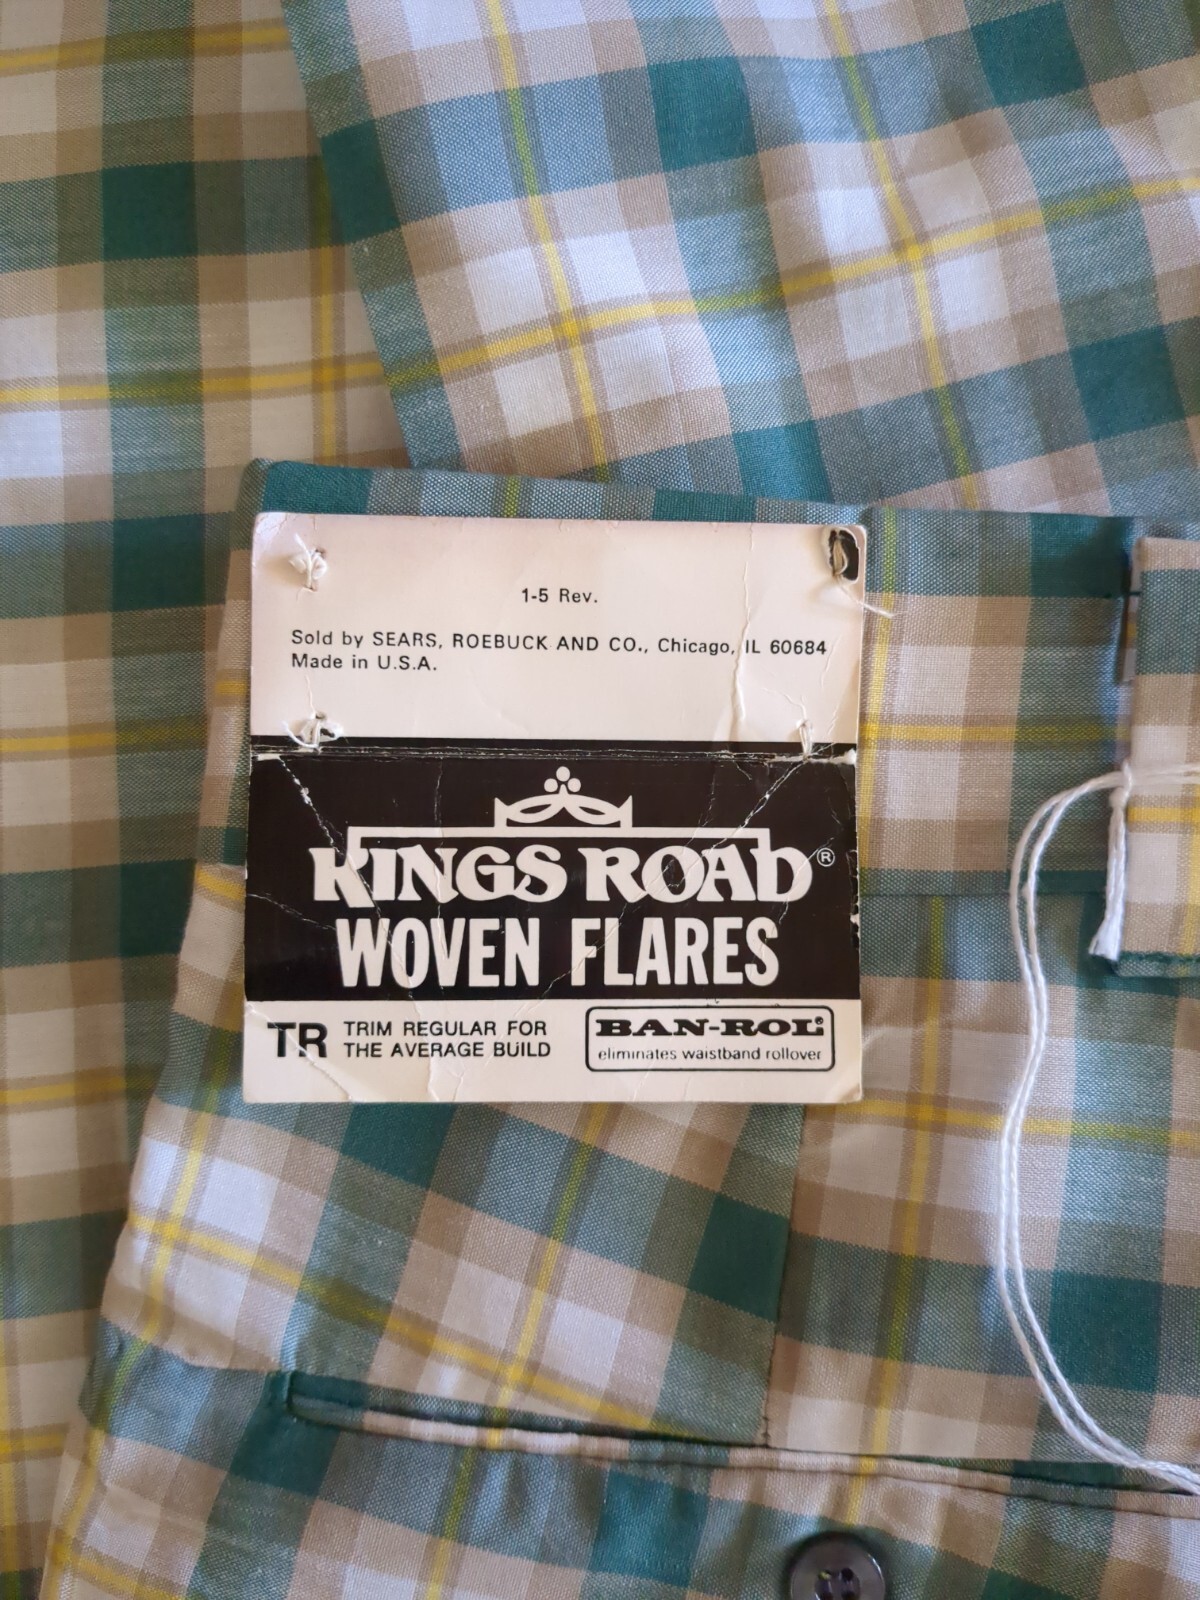 1-5 Rev.
Sold by SEARS, ROEBUCK AND CO., Chicago, IL 60684
Made in U.S.A.
KINGS ROAD®
WOVEN FLARES
TR TRIM REGULAR FOR
THE AVERAGE BUILD
BAN-ROL®
eliminates waistband rollover